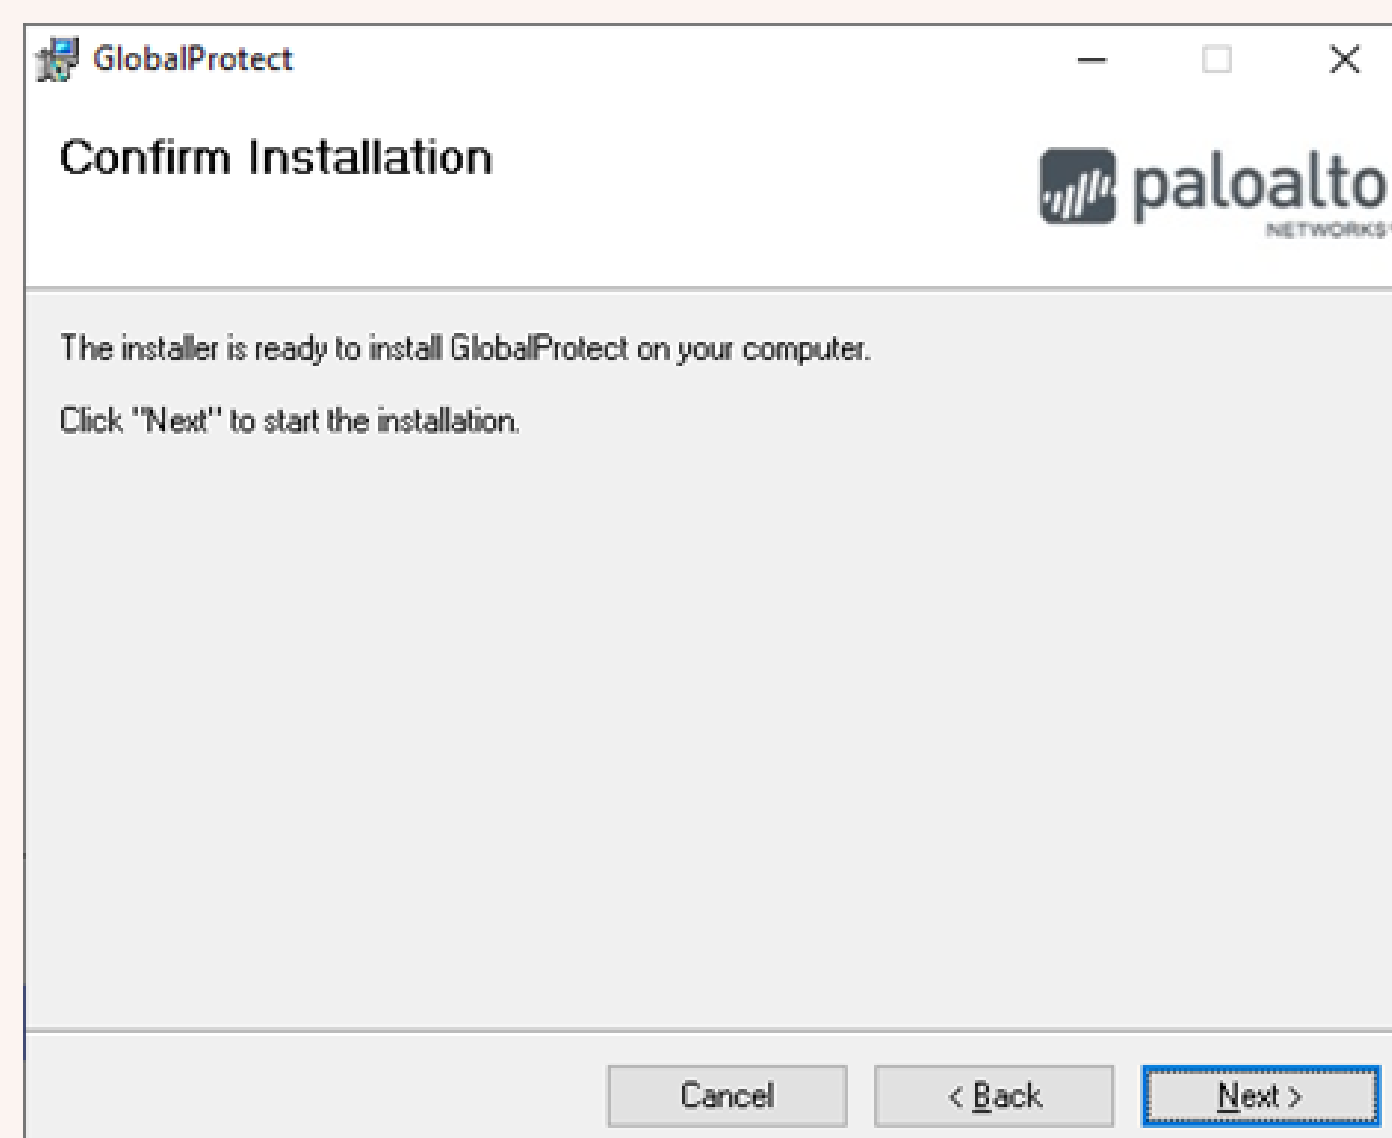 GlobalProtect
Confirm Installation
paloalto
NETWORKS
The installer is ready to install GlobalProtect on your computer.
Click "Next" to start the installation.
Cancel
< Back
Next >